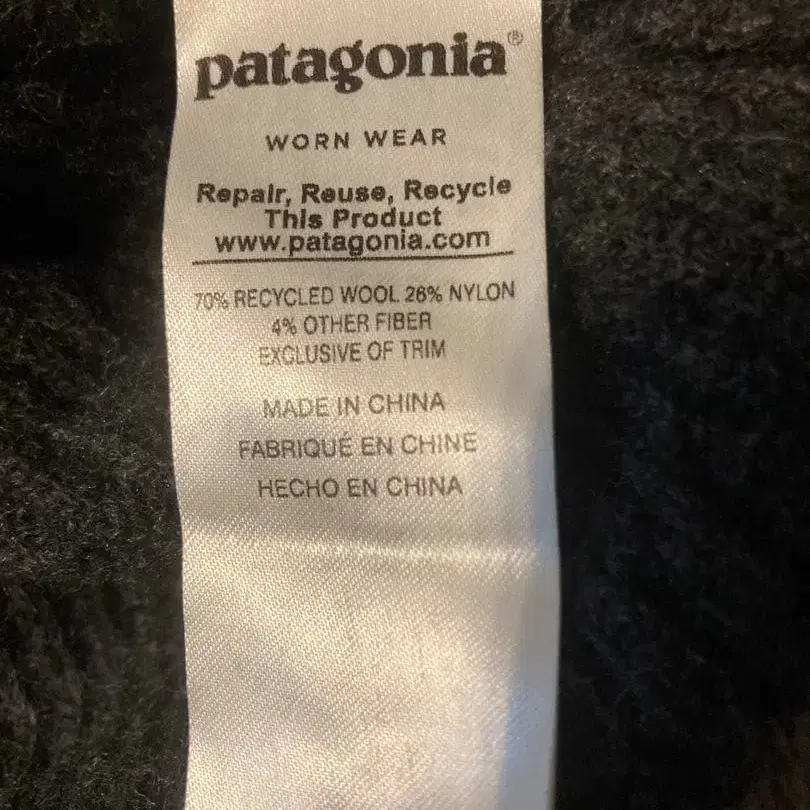 patagonia®
WORN WEAR
Repair, Reuse, Recycle
This Product
www.patagonia.com
70% RECYCLED WOOL 26% NYLON
4% OTHER FIBER
EXCLUSIVE OF TRIM
MADE IN CHINA
FABRIQUÉ EN CHINE
HECHO EN CHINA